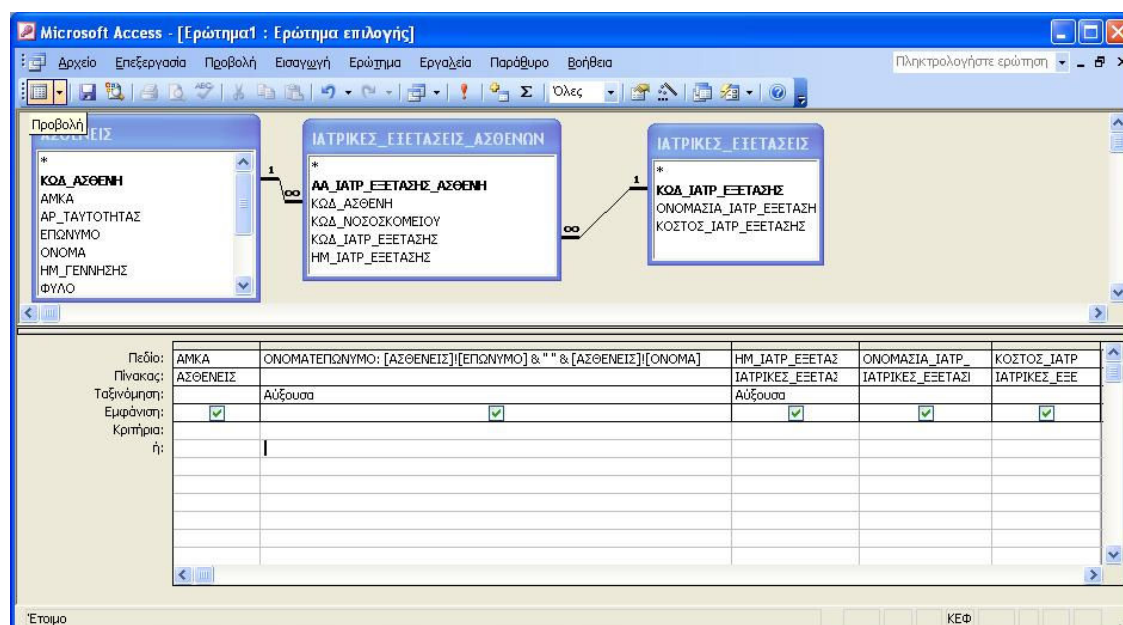 Microsoft Access - [Ερώτημα1 : Ερώτημα επιλογής]
Αρχείο Επεξεργασία Προβολή Εισαγωγή Ερώτημα Εργαλεία Παράθυρο Βοήθεια Πληκτρολογήστε ερώτηση
Όλες
Προβολή
ΙΑΤΡΙΚΕΣ_ΕΞΕΤΑΣΕΙΣ_ΑΣΘΕΝΩΝ
ΙΑΤΡΙΚΕΣ_ΕΞΕΤΑΣΕΙΣ
*
ΚΩΔ_ΑΣΘΕΝΗ
ΑΜΚΑ
ΑΡ_ΤΑΥΤΟΤΗΤΑΣ
ΕΠΩΝΥΜΟ
ΟΝΟΜΑ
ΗΜ_ΓΕΝΝΗΣΗΣ
ΦΥΛΟ
1
∞
*
ΑΑ_ΙΑΤΡ_ΕΞΕΤΑΣΗΣ_ΑΣΘΕΝΗ
ΚΩΔ_ΑΣΘΕΝΗ
ΚΩΔ_ΝΟΣΟΣΚΟΜΕΙΟΥ
ΚΩΔ_ΙΑΤΡ_ΕΞΕΤΑΣΗΣ
ΗΜ_ΙΑΤΡ_ΕΞΕΤΑΣΗΣ
1
∞
*
ΚΩΔ_ΙΑΤΡ_ΕΞΕΤΑΣΗΣ
ΟΝΟΜΑΣΙΑ_ΙΑΤΡ_ΕΞΕΤΑΣΗ
ΚΟΣΤΟΣ_ΙΑΤΡ_ΕΞΕΤΑΣΗΣ
Πεδίο: ΑΜΚΑ ΟΝΟΜΑΤΕΠΩΝΥΜΟ: [ΑΣΘΕΝΕΙΣ]![ΕΠΩΝΥΜΟ] & " " & [ΑΣΘΕΝΕΙΣ]![ΟΝΟΜΑ] ΗΜ_ΙΑΤΡ_ΕΞΕΤΑΣ ΟΝΟΜΑΣΙΑ_ΙΑΤΡ_ ΚΟΣΤΟΣ_ΙΑΤΡ
Πίνακας: ΑΣΘΕΝΕΙΣ ΙΑΤΡΙΚΕΣ_ΕΞΕΤΑΣ ΙΑΤΡΙΚΕΣ_ΕΞΕΤΑΣΙ ΙΑΤΡΙΚΕΣ_ΕΞΕ
Ταξινόμηση: Αύξουσα Αύξουσα
Εμφάνιση:
Κριτήρια:
ή:
Έτοιμο ΚΕΦ